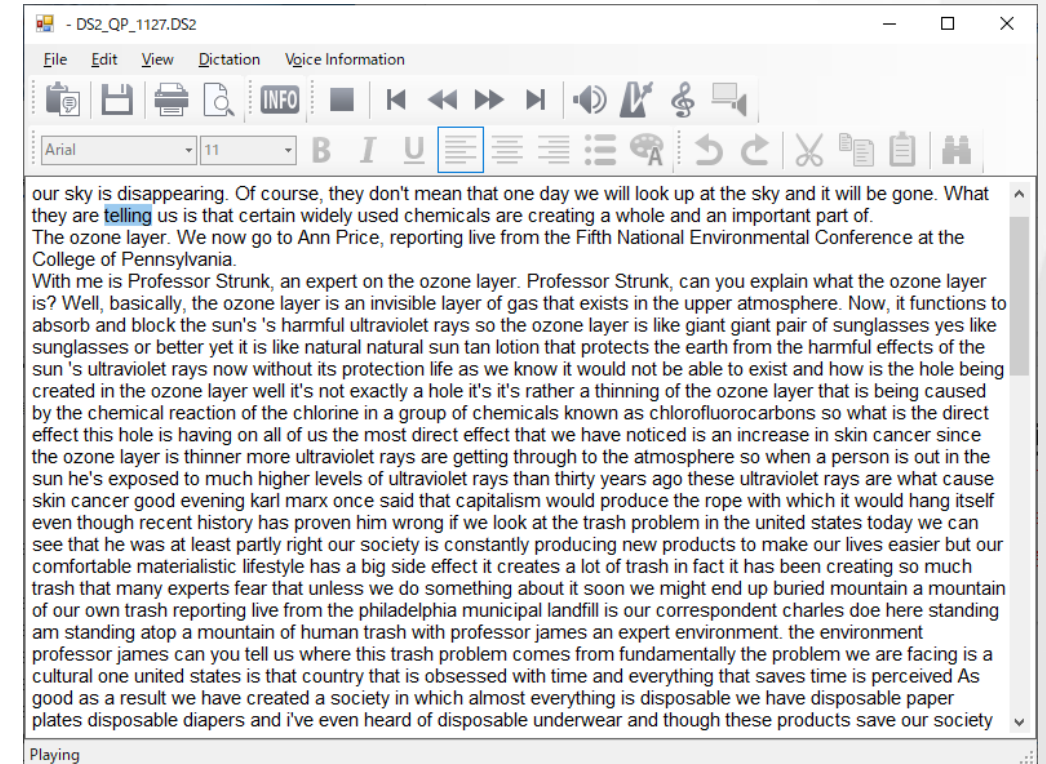 - DS2_QP_1127.DS2
File Edit View Dictation Voice Information
INFO
Arial 11 B I U
our sky is disappearing. Of course, they don't mean that one day we will look up at the sky and it will be gone. What
they are telling us is that certain widely used chemicals are creating a whole and an important part of.
The ozone layer. We now go to Ann Price, reporting live from the Fifth National Environmental Conference at the
College of Pennsylvania.
With me is Professor Strunk, an expert on the ozone layer. Professor Strunk, can you explain what the ozone layer
is? Well, basically, the ozone layer is an invisible layer of gas that exists in the upper atmosphere. Now, it functions to
absorb and block the sun's 's harmful ultraviolet rays so the ozone layer is like giant giant pair of sunglasses yes like
sunglasses or better yet it is like natural natural sun tan lotion that protects the earth from the harmful effects of the
sun 's ultraviolet rays now without its protection life as we know it would not be able to exist and how is the hole being
created in the ozone layer well it's not exactly a hole it's it's rather a thinning of the ozone layer that is being caused
by the chemical reaction of the chlorine in a group of chemicals known as chlorofluorocarbons so what is the direct
effect this hole is having on all of us the most direct effect that we have noticed is an increase in skin cancer since
the ozone layer is thinner more ultraviolet rays are getting through to the atmosphere so when a person is out in the
sun he's exposed to much higher levels of ultraviolet rays than thirty years ago these ultraviolet rays are what cause
skin cancer good evening karl marx once said that capitalism would produce the rope with which it would hang itself
even though recent history has proven him wrong if we look at the trash problem in the united states today we can
see that he was at least partly right our society is constantly producing new products to make our lives easier but our
comfortable materialistic lifestyle has a big side effect it creates a lot of trash in fact it has been creating so much
trash that many experts fear that unless we do something about it soon we might end up buried mountain a mountain
of our own trash reporting live from the philadelphia municipal landfill is our correspondent charles doe here standing
am standing atop a mountain of human trash with professor james an expert environment. the environment
professor james can you tell us where this trash problem comes from fundamentally the problem we are facing is a
cultural one united states is that country that is obsessed with time and everything that saves time is perceived As
good as a result we have created a society in which almost everything is disposable we have disposable paper
plates disposable diapers and i've even heard of disposable underwear and though these products save our society
Playing